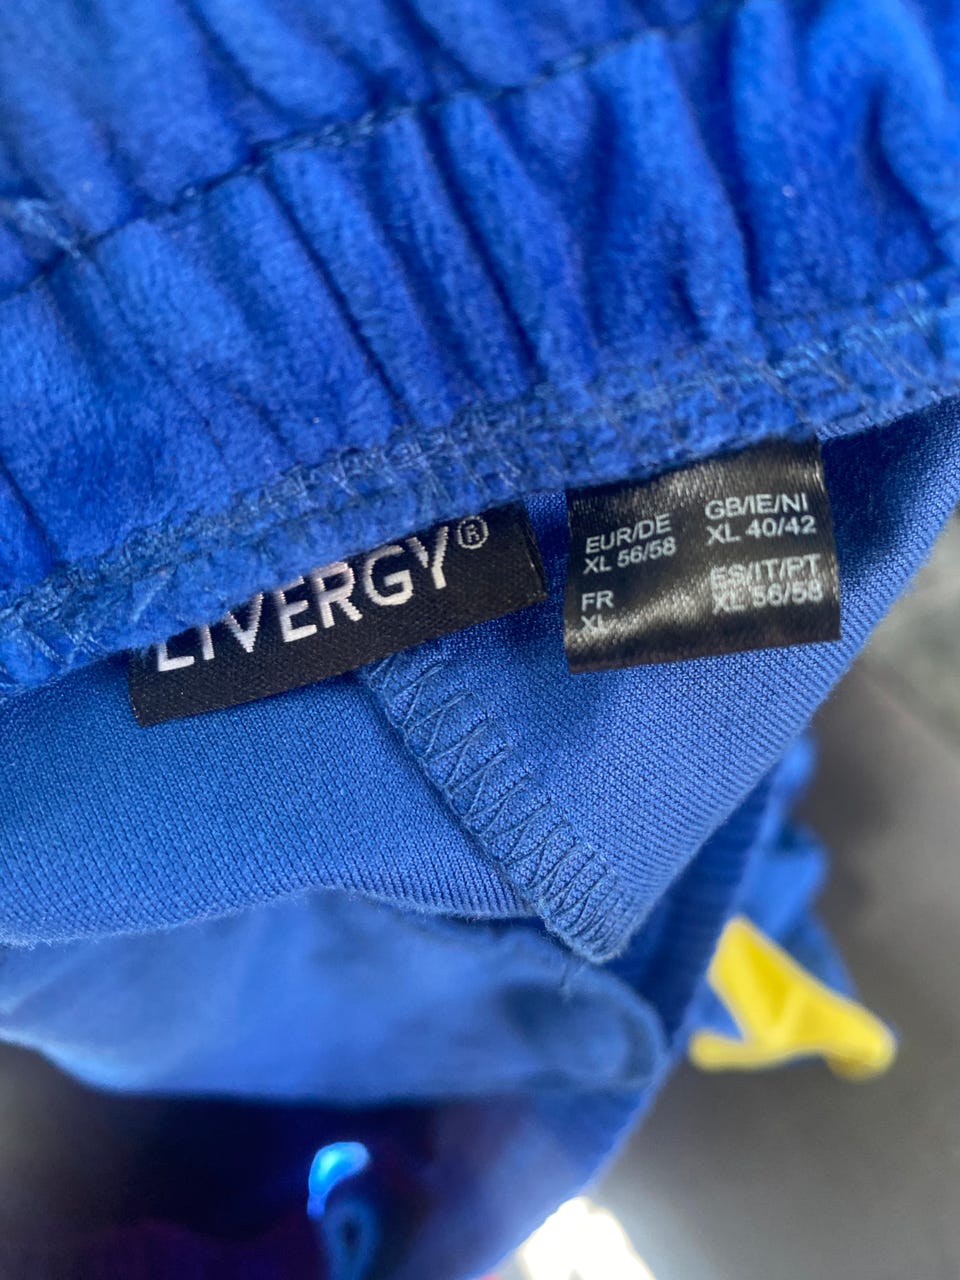 LIVERGY®
EUR/DE
XL 56/58
FR
XL
GB/IE/NI
XL 40/42
ES/IT/PT
XL 56/58